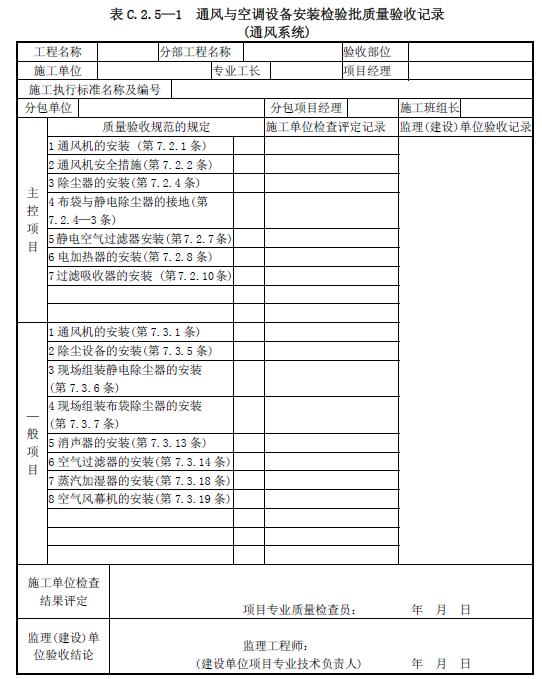 表 C.2.5—1 通风与空调设备安装检验批质量验收记录
(通风系统)
工程名称 分部工程名称 验收部位
施工单位 专业工长 项目经理
施工执行标准名称及编号
分包单位 分包项目经理 施工班组长
质量验收规范的规定 施工单位检查评定记录 监理(建设)单位验收记录
主控项目
1 通风机的安装 (第 7.2.1 条)
2 通风机安全措施(第 7.2.2 条)
3 除尘器的安装(第 7.2.4 条)
4 布袋与静电除尘器的接地(第
7.2.4—3 条)
5 静电空气过滤器安装(第 7.2.7 条)
6 电加热器的安装(第 7.2.8 条)
7 过滤吸收器的安装 (第 7.2.10 条)
一般项目
1 通风机的安装(第 7.3.1 条)
2 除尘设备的安装(第 7.3.5 条)
3 现场组装静电除尘器的安装
(第 7.3.6 条)
4 现场组装布袋除尘器的安装
(第 7.3.7 条)
5 消声器的安装(第 7.3.13 条)
6 空气过滤器的安装(第 7.3.14 条)
7 蒸汽加湿器的安装(第 7.3.18 条)
8 空气风幕机的安装(第 7.3.19 条)
施工单位检查
结果评定
项目专业质量检查员: 年 月 日
监理(建设)单
位验收结论
监理工程师:
(建设单位项目专业技术负责人) 年 月 日